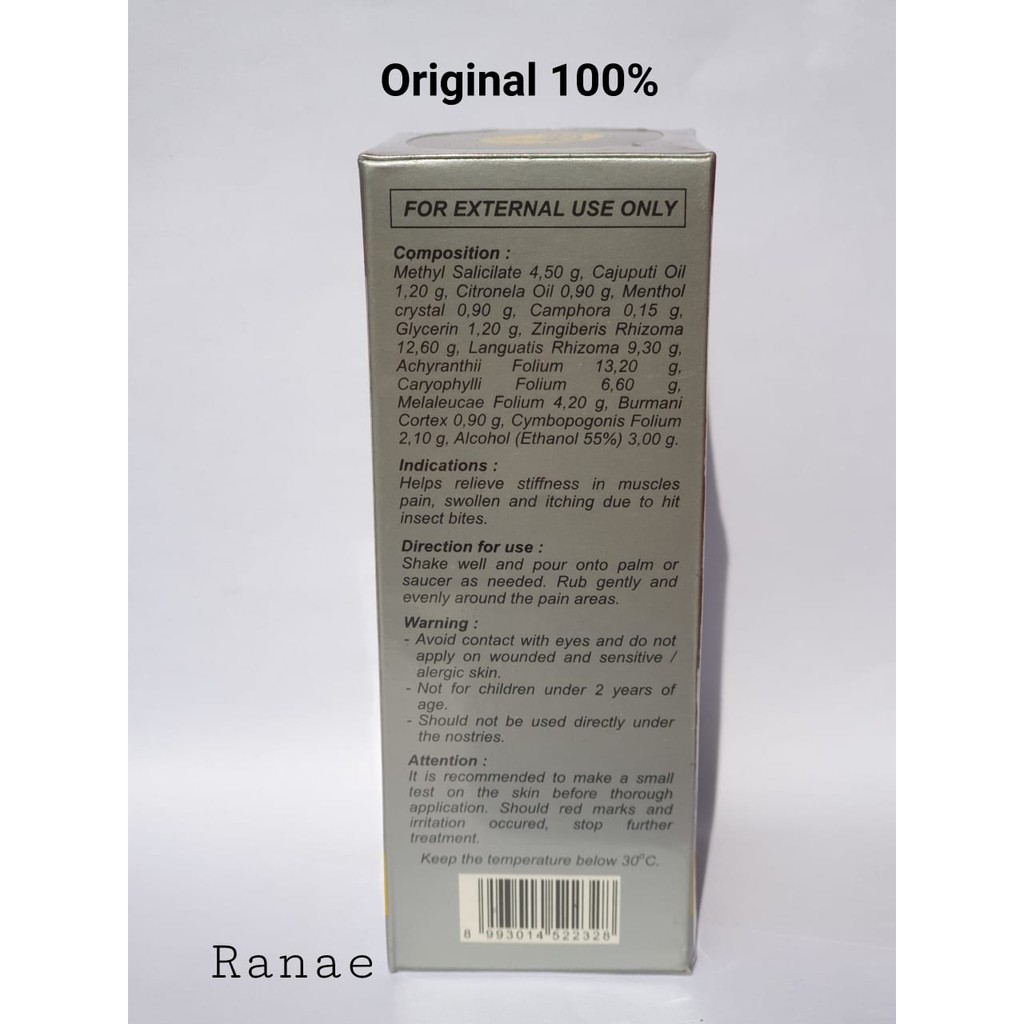 Original 100%
FOR EXTERNAL USE ONLY
Composition :
Methyl Salicilate 4,50 g, Cajuputi Oil
1,20 g, Citronela Oil 0,90 g, Menthol
crystal 0,90 g, Camphora 0,15 g,
Glycerin 1,20 g, Zingiberis Rhizoma
12,60 g, Languatis Rhizoma 9,30 g,
Achyranthii Folium 13,20 g,
Caryophylli Folium 6,60 g,
Melaleucae Folium 4,20 g, Burmani
Cortex 0,90 g, Cymbopogonis Folium
2,10 g, Alcohol (Ethanol 55%) 3,00 g.
Indications :
Helps relieve stiffness in muscles
pain, swollen and itching due to hit
insect bites.
Direction for use :
Shake well and pour onto palm or
saucer as needed. Rub gently and
evenly around the pain areas.
Warning :
- Avoid contact with eyes and do not
apply on wounded and sensitive /
alergic skin.
- Not for children under 2 years of
age.
- Should not be used directly under
the nostries.
Attention :
It is recommended to make a small
test on the skin before thorough
application. Should red marks and
irritation occured, stop further
treatment.
Keep the temperature below 30°C.
8 993014 522328
Ranae